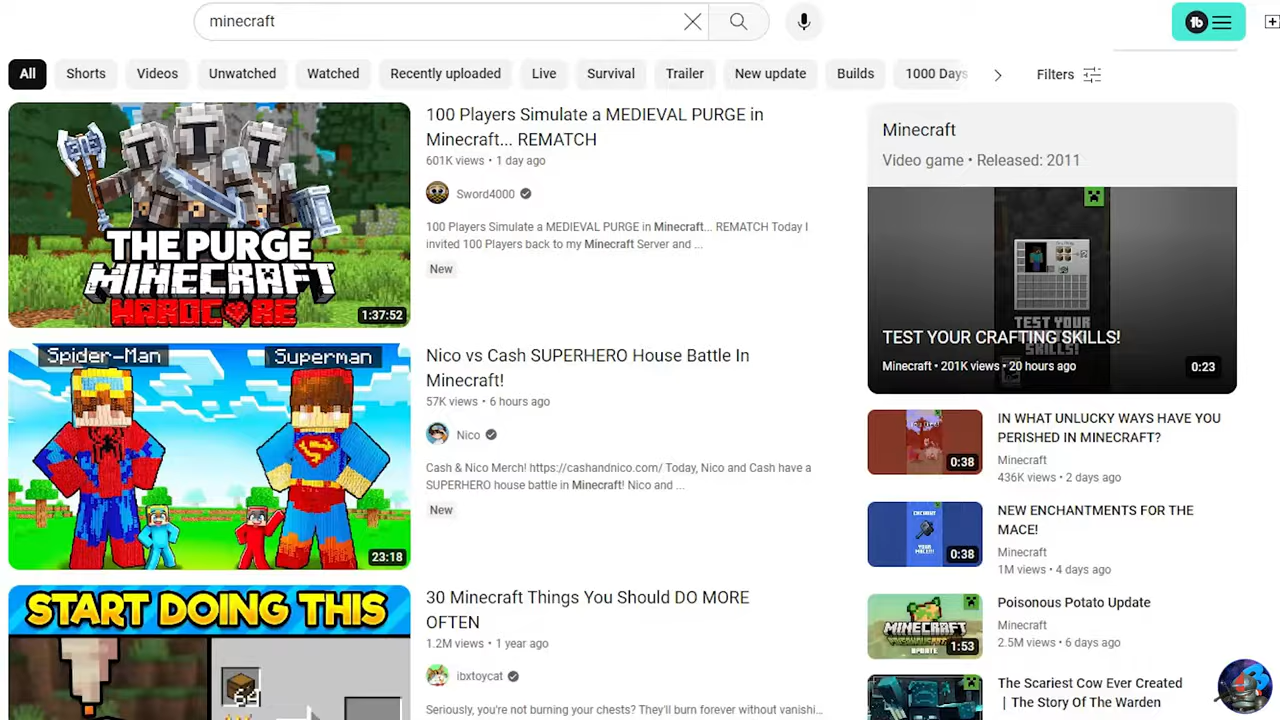 minecraft
All
Shorts
Videos
Unwatched
Watched
Recently uploaded
Live
Survival
Trailer
New update
Builds
1000 Days
Filters
THE PURGE
MINECRAFT
HARDCORE
1:37:52
100 Players Simulate a MEDIEVAL PURGE in
Minecraft... REMATCH
601K views • 1 day ago
Sword4000
100 Players Simulate a MEDIEVAL PURGE in Minecraft... REMATCH Today I
invited 100 Players back to my Minecraft Server and ...
New
Spider-Man
Superman
23:18
Nico vs Cash SUPERHERO House Battle In
Minecraft!
57K views • 6 hours ago
Nico
Cash & Nico Merch! https://cashandnico.com/ Today, Nico and Cash have a
SUPERHERO house battle in Minecraft! Nico and ...
New
START DOING THIS
64
30 Minecraft Things You Should DO MORE
OFTEN
1.2M views • 1 year ago
ibxtoycat
Seriously, you're not burning your chests? They'll burn forever without vanishi...
tb
Minecraft
Video game • Released: 2011
TEST YOUR
SKILLS!
TEST YOUR CRAFTING SKILLS!
Minecraft • 201K views • 20 hours ago
0:23
0:38
IN WHAT UNLUCKY WAYS HAVE YOU
PERISHED IN MINECRAFT?
Minecraft
436K views • 2 days ago
0:38
NEW ENCHANTMENTS FOR THE
MACE!
Minecraft
1M views • 4 days ago
MINECRAFT
UPDATE
1:53
Poisonous Potato Update
Minecraft
2.5M views • 6 days ago
The Scariest Cow Ever Created
| The Story Of The Warden